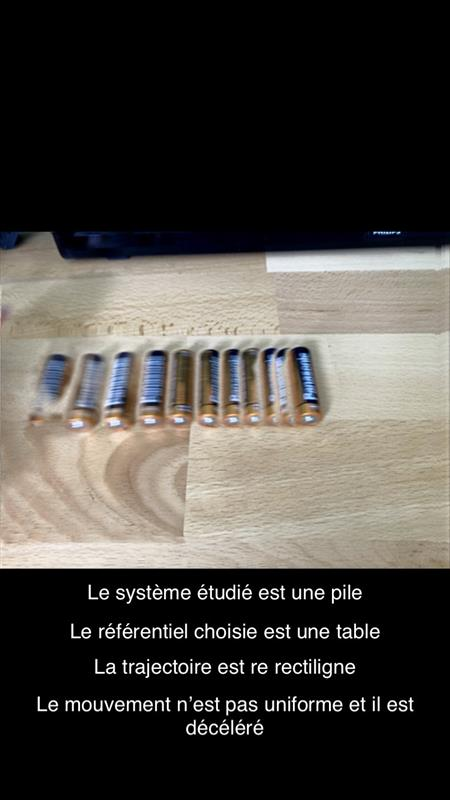 PHILIPS
Le système étudié est une pile
Le référentiel choisie est une table
La trajectoire est re rectiligne
Le mouvement n’est pas uniforme et il est
décéléré